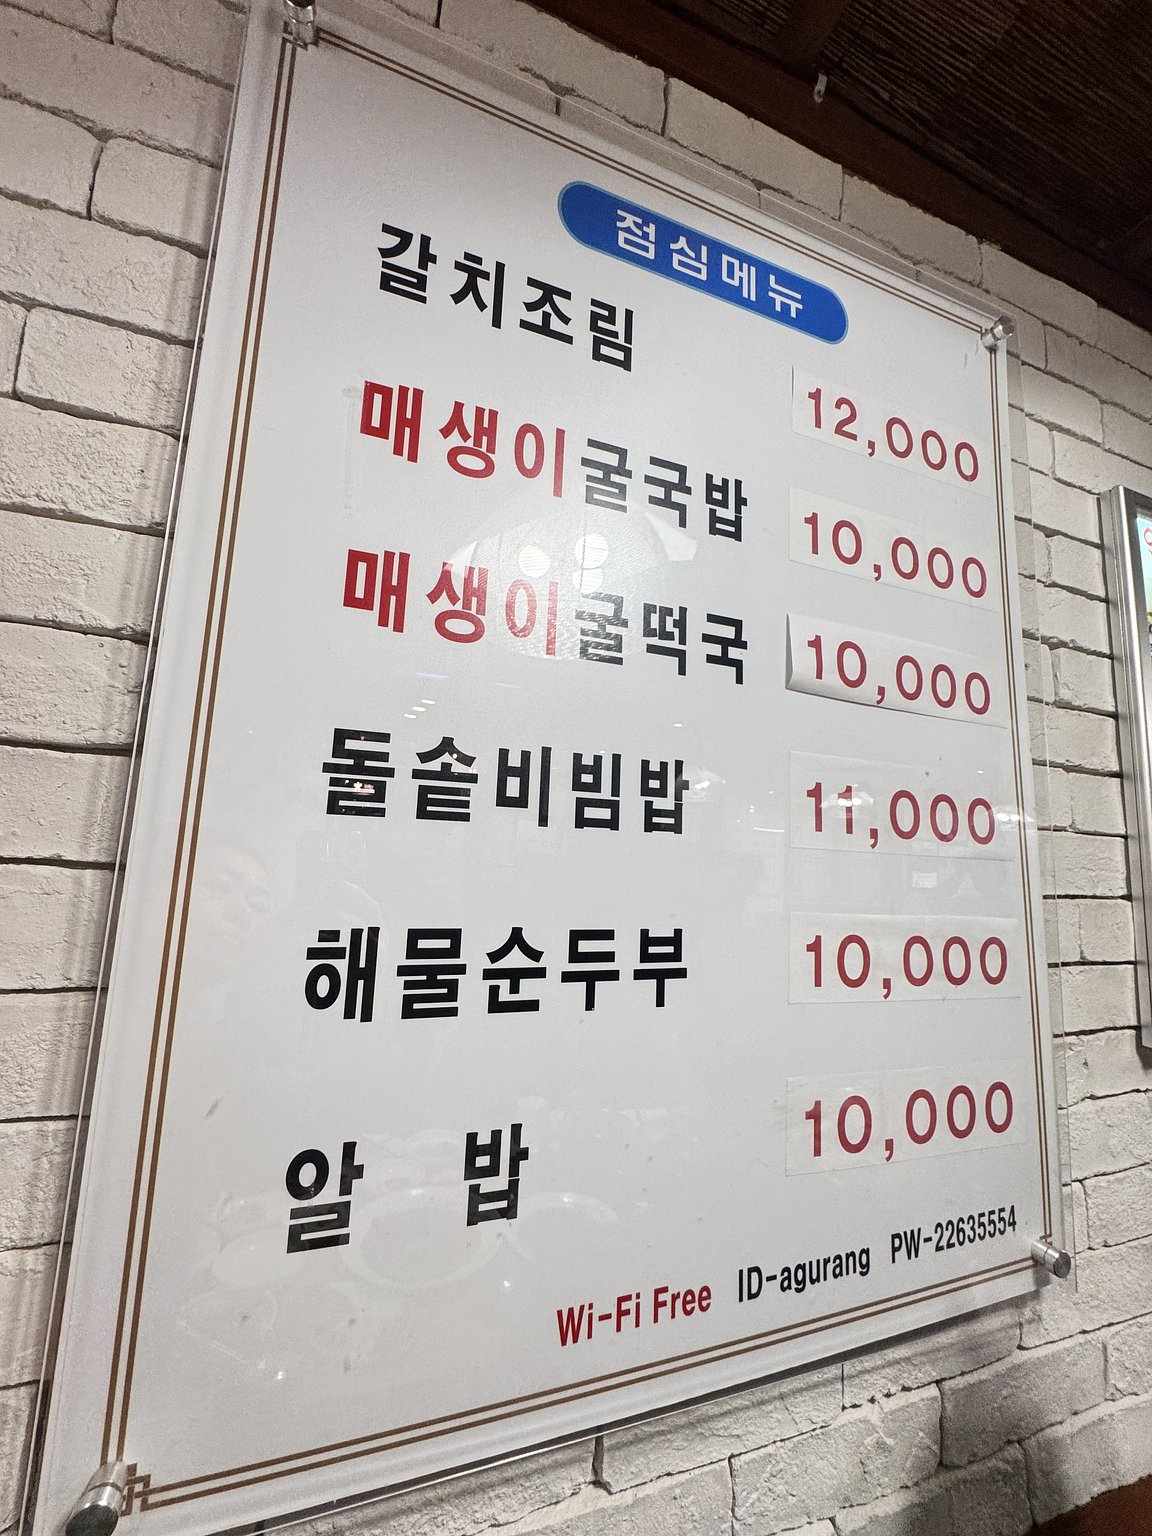 점심메뉴
갈치조림 12,000
매생이굴국밥 10,000
매생이굴떡국 10,000
돌솥비빔밥 11,000
해물순두부 10,000
알 밥 10,000
Wi-Fi Free ID-agurang PW-22635554